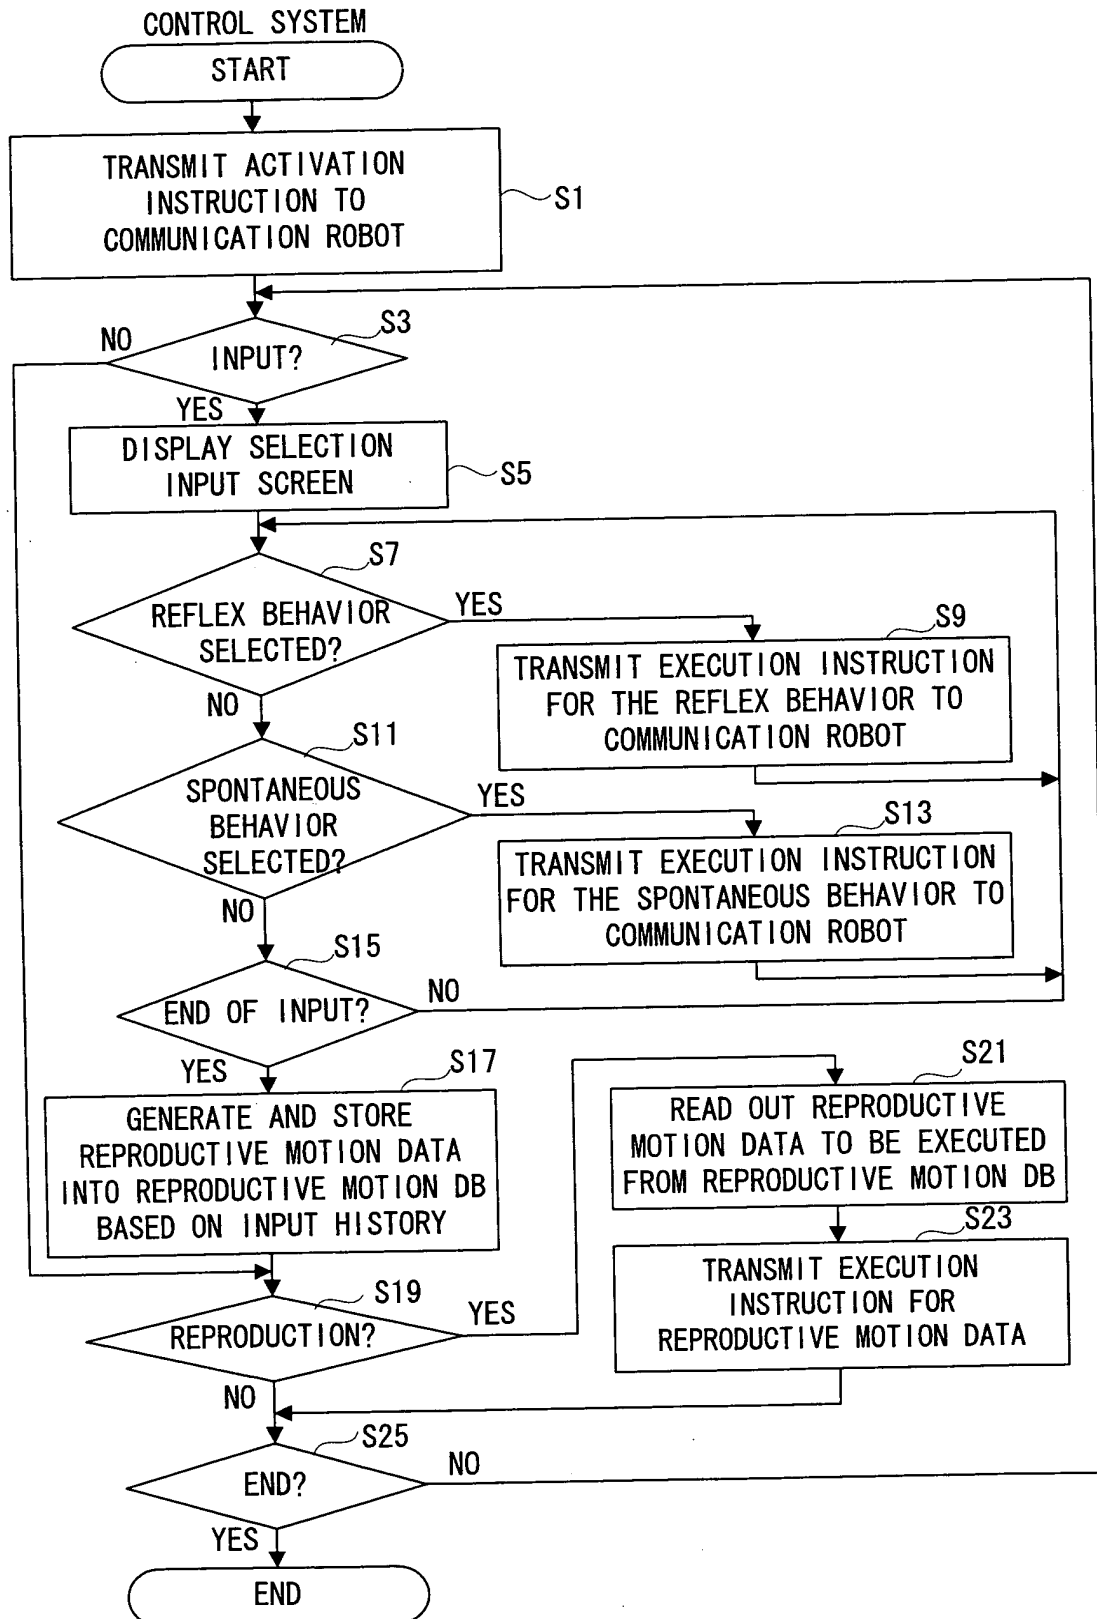 CONTROL SYSTEM
START
TRANSMIT ACTIVATION
INSTRUCTION TO
COMMUNICATION ROBOT
S1
S3
NO
INPUT?
YES
DISPLAY SELECTION
INPUT SCREEN
S5
S7
REFLEX BEHAVIOR
SELECTED?
YES
NO
S9
TRANSMIT EXECUTION INSTRUCTION
FOR THE REFLEX BEHAVIOR TO
COMMUNICATION ROBOT
S11
SPONTANEOUS
BEHAVIOR
SELECTED?
YES
NO
S13
TRANSMIT EXECUTION INSTRUCTION
FOR THE SPONTANEOUS BEHAVIOR TO
COMMUNICATION ROBOT
S15
END OF INPUT?
NO
YES
S17
GENERATE AND STORE
REPRODUCTIVE MOTION DATA
INTO REPRODUCTIVE MOTION DB
BASED ON INPUT HISTORY
S19
REPRODUCTION?
YES
NO
S21
READ OUT REPRODUCTIVE
MOTION DATA TO BE EXECUTED
FROM REPRODUCTIVE MOTION DB
S23
TRANSMIT EXECUTION
INSTRUCTION FOR
REPRODUCTIVE MOTION DATA
S25
END?
NO
YES
END